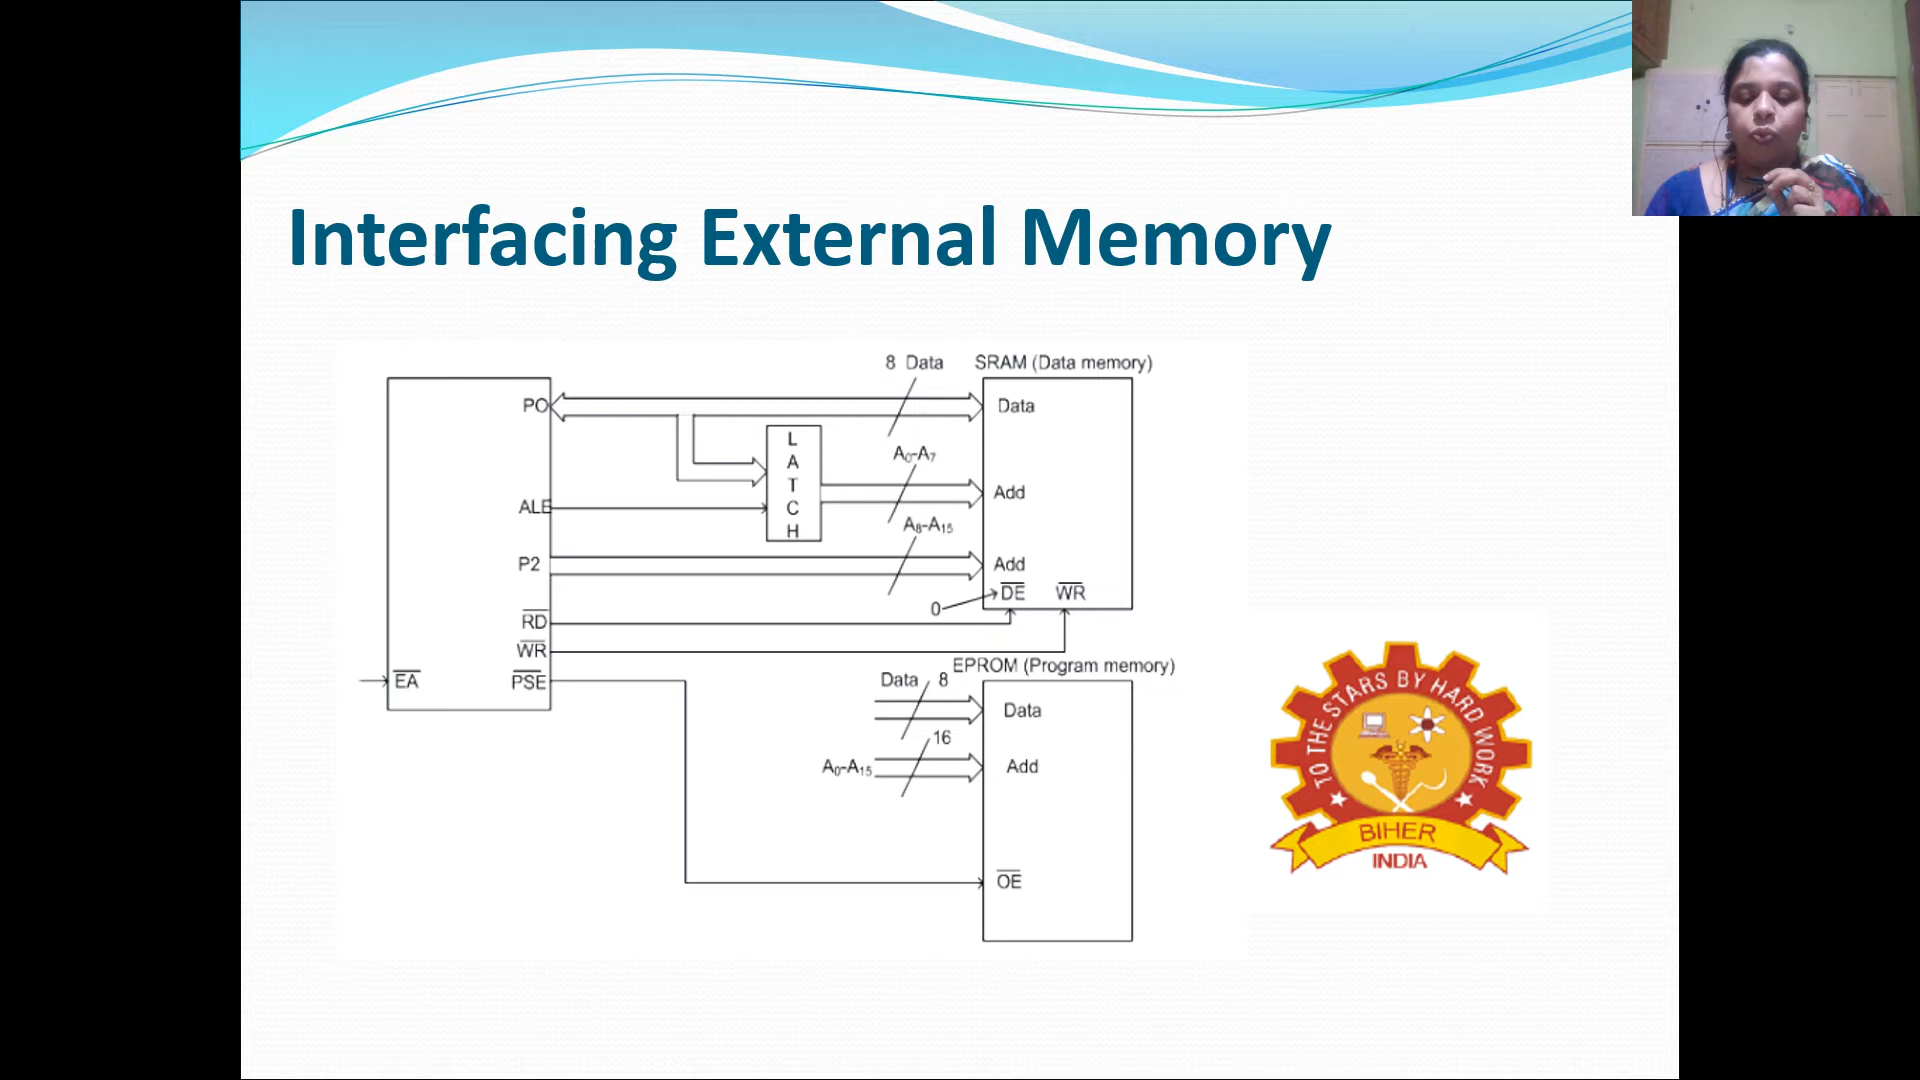 Interfacing External Memory
8 Data
SRAM (Data memory)
PO
Data
L
A
T
C
H
A0-A7
Add
ALE
A8-A15
P2
Add
0
DE
WR
RD
WR
EA
PSE
EPROM (Program memory)
Data 8
Data
16
A0-A15
Add
OE
TO THE STARS BY HARD WORK
BIHER
INDIA